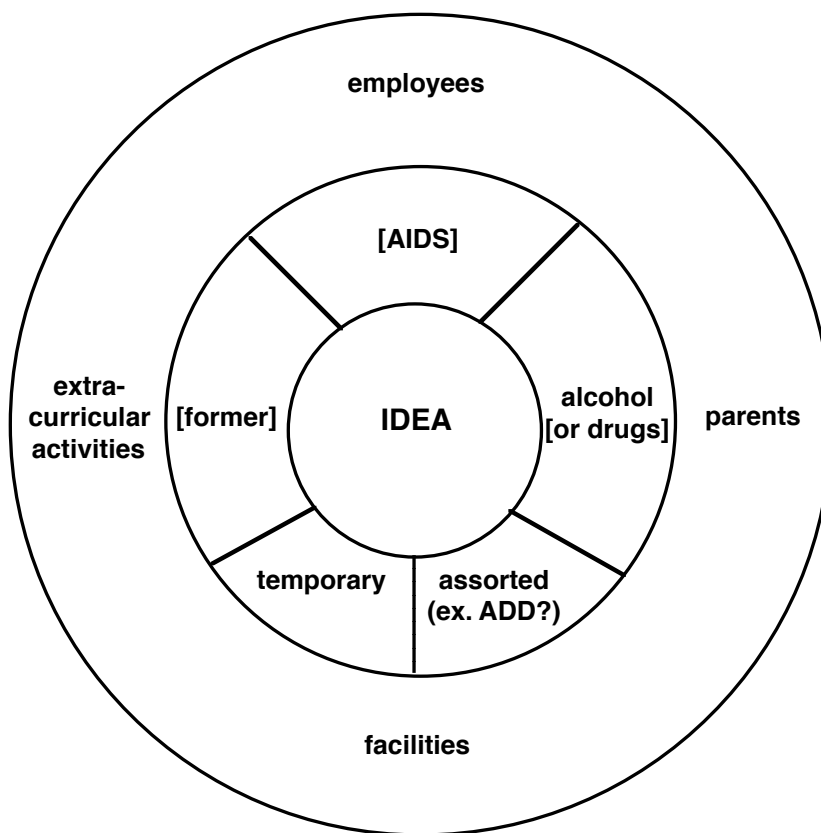 employees
[AIDS]
extra-
curricular
activities
[former]
IDEA
alcohol
[or drugs]
parents
temporary
assorted
(ex. ADD?)
facilities